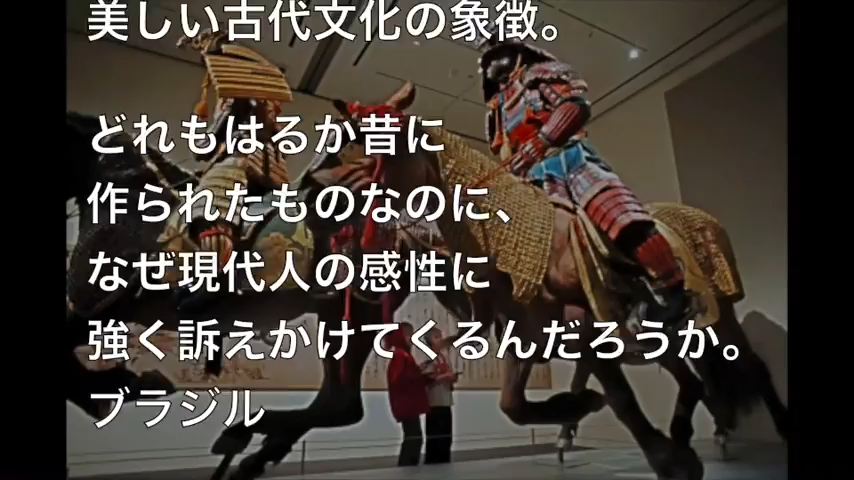 美しい古代文化の象徴。
どれもはるか昔に
作られたものなのに、
なぜ現代人の感性に
強く訴えかけてくるんだろうか。
ブラジル